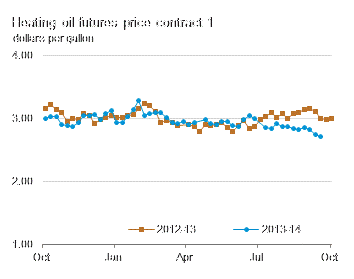 Heating oil futures price contract 1
dollars per gallon
4.00
3.00
2.00
1.00
Oct Jan Apr Jul Oct
2012-13 2013-14